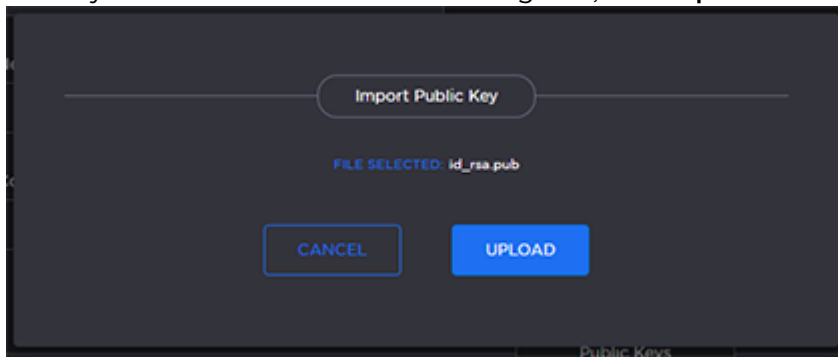 Import Public Key
FILE SELECTED: id_rsa.pub
CANCEL
UPLOAD
Public Keys